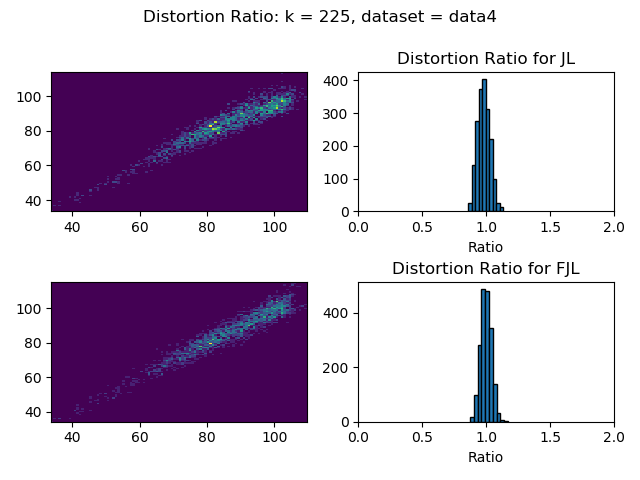 Distortion Ratio: k = 225, dataset = data4
Distortion Ratio for JL
100
80
60
40
40 60 80 100
400
300
200
100
0
0.0 0.5 1.0 1.5 2.0
Ratio
Distortion Ratio for FJL
100
80
60
40
40 60 80 100
400
200
0
0.0 0.5 1.0 1.5 2.0
Ratio